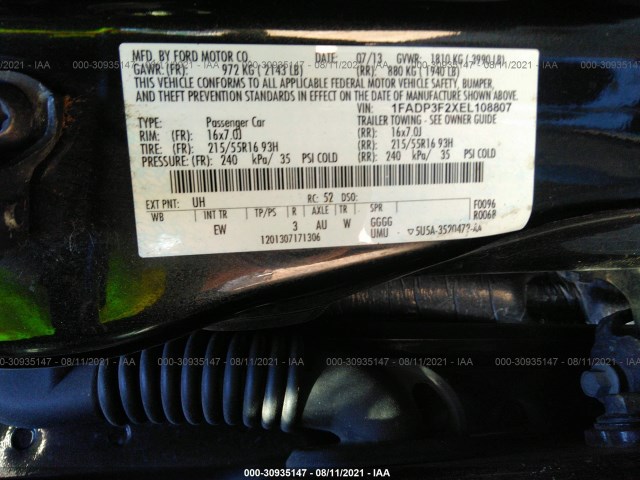 000-30935147 - 08/11/2021 - IAA
MFD. BY FORD MOTOR CO. 07/13 GVWR: 1810 KG ( 3990 LB)
GAWR: (FR): 972 KG ( 2143 LB) (RR): 880 KG ( 1940 LB)
THIS VEHICLE CONFORMS TO ALL APPLICABLE FEDERAL MOTOR VEHICLE SAFETY, BUMPER,
AND THEFT PREVENTION STANDARDS IN EFFECT ON THE DATE OF MANUFACTURE SHOWN ABOVE.
VIN: 1FADP3F2XEL108807
TYPE: Passenger Car TRAILER TOWING - SEE OWNER GUIDE
RIM: (FR): 16x7.0J (RR): 16x7.0J
TIRE: (FR): 215/55R16 93H (RR): 215/55R16 93H
PRESSURE: (FR): 240 kPa/ 35 PSI COLD (RR): 240 kPa/ 35 PSI COLD
EXT PNT: UH RC: 52 DSO: F0096
WB INT TR TP/PS R AXLE TR SPR R0068
EW 3 AU W GGGG
1201307171306 UMU 5U5A-3520472-AA
000-30935147 - 08/11/2021 - IAA
000-30935147 - 08/11/2021 - IAA